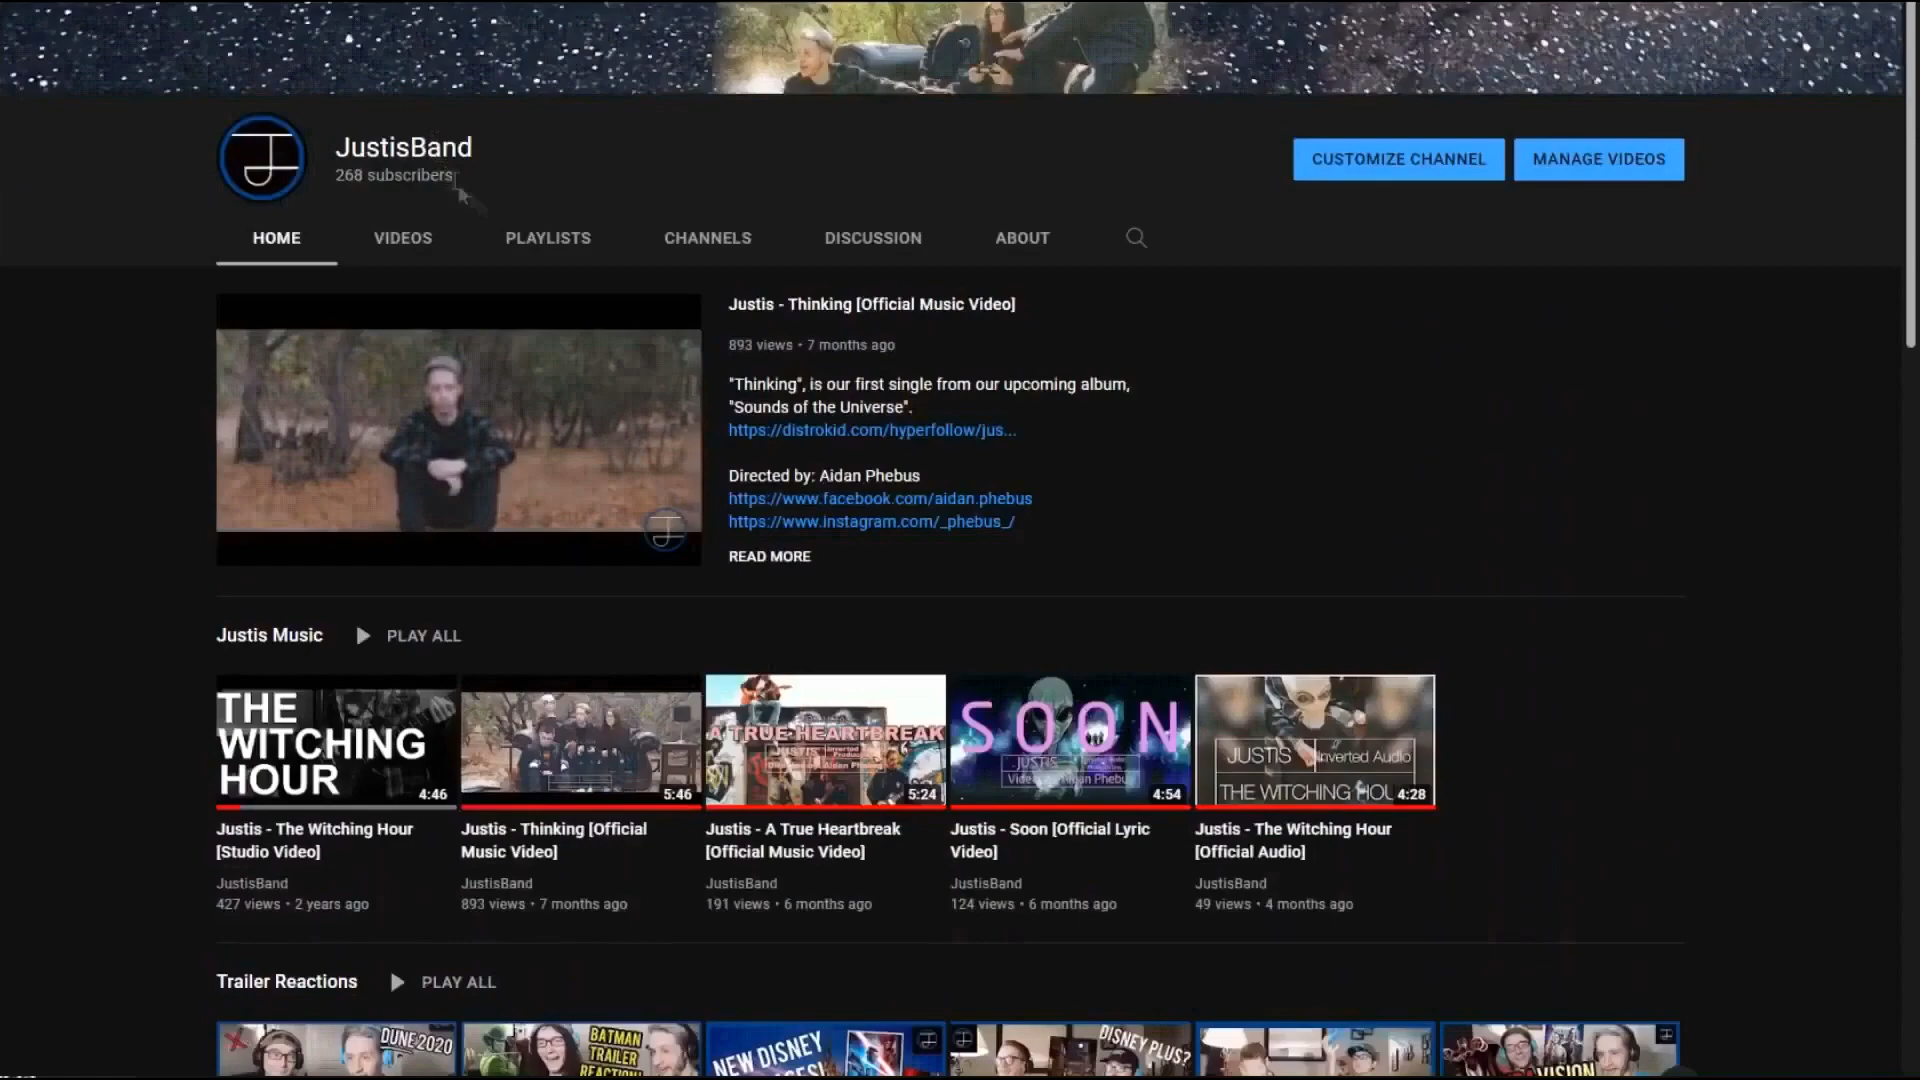 JustisBand
268 subscribers
CUSTOMIZE CHANNEL
MANAGE VIDEOS
HOME
VIDEOS
PLAYLISTS
CHANNELS
DISCUSSION
ABOUT
Justis - Thinking [Official Music Video]
893 views • 7 months ago
"Thinking", is our first single from our upcoming album,
"Sounds of the Universe".
https://distrokid.com/hyperfollow/jus...
Directed by: Aidan Phebus
https://www.facebook.com/aidan.phebus
https://www.instagram.com/_phebus_/
READ MORE
Justis Music
PLAY ALL
THE
WITCHING
HOUR
4:46
Justis - The Witching Hour
[Studio Video]
JustisBand
427 views • 2 years ago
5:46
Justis - Thinking [Official
Music Video]
JustisBand
893 views • 7 months ago
A TRUE HEARTBREAK
JUSTIS
Inverted
5:24
Justis - A True Heartbreak
[Official Music Video]
JustisBand
191 views • 6 months ago
SOON
JUSTIS
4:54
Justis - Soon [Official Lyric
Video]
JustisBand
124 views • 6 months ago
JUSTIS
Inverted Audio
THE WITCHING HOU
4:28
Justis - The Witching Hour
[Official Audio]
JustisBand
49 views • 4 months ago
Trailer Reactions
PLAY ALL
DUNE 2020
BATMAN
TRAILER
REACTION!
NEW DISNEY
DISNEY PLUS?
VISION